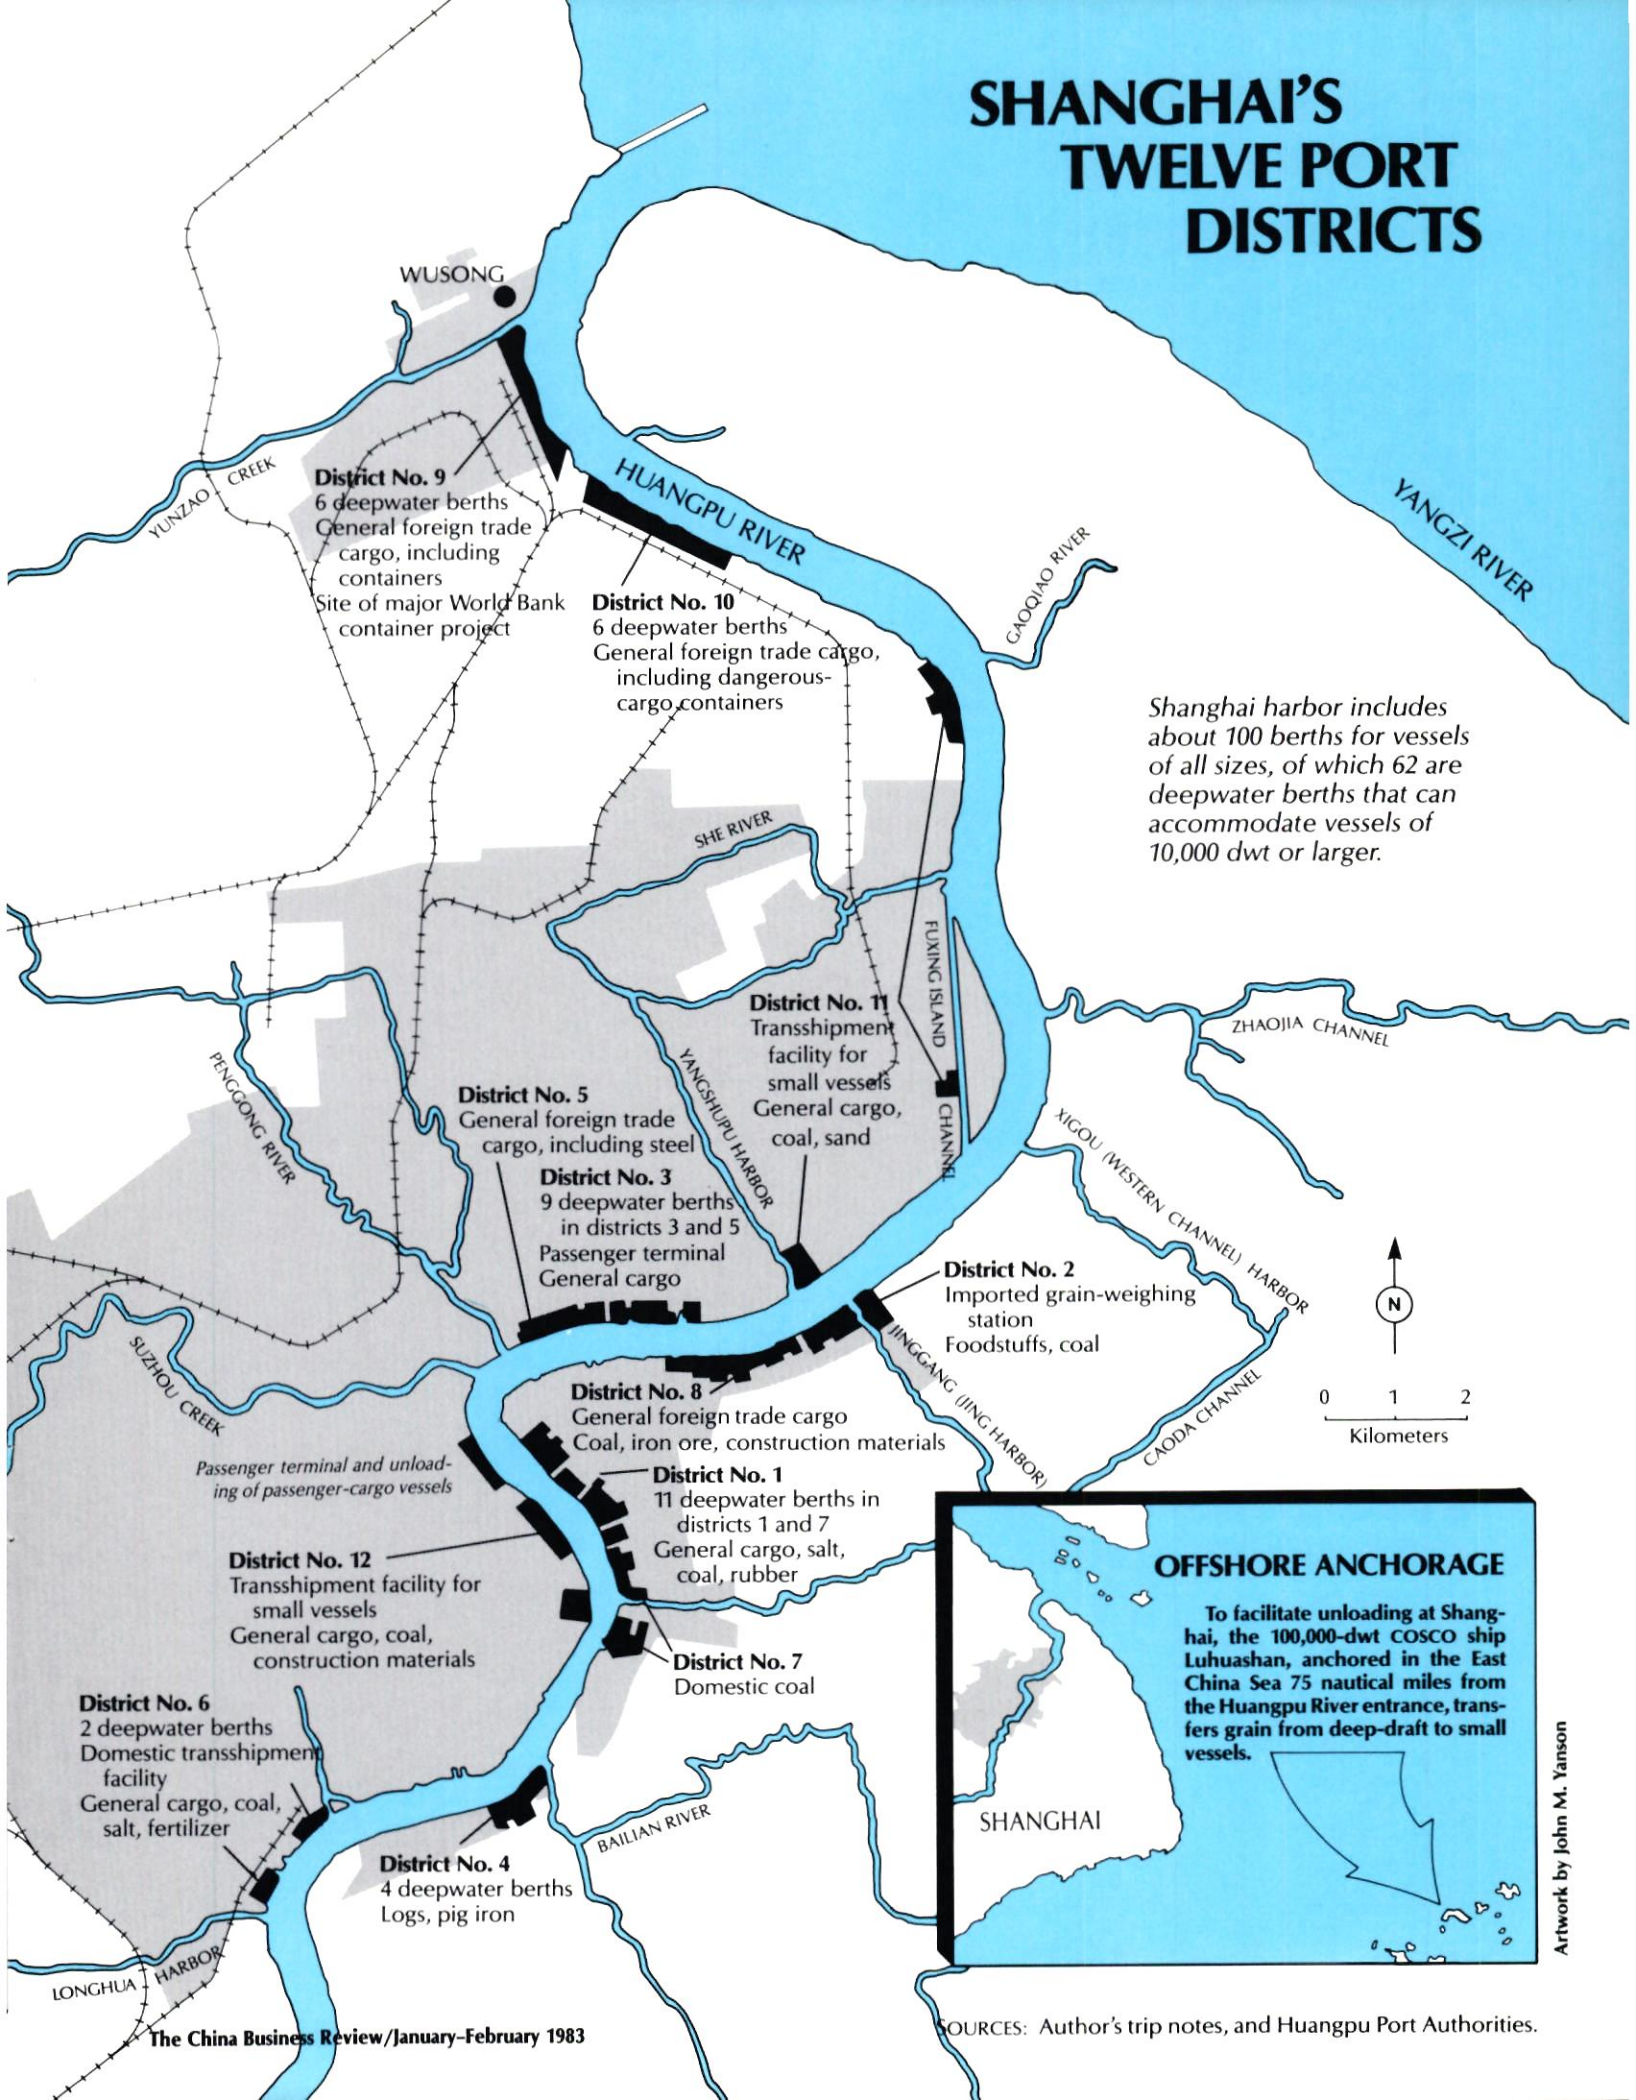 SHANGHAI'S
TWELVE PORT
DISTRICTS
WUSONG
YUNZAO CREEK
District No. 9
6 deepwater berths
General foreign trade
cargo, including
containers
Site of major World Bank
container project
HUANGPU RIVER
YANGZI RIVER
GAOQIAO RIVER
District No. 10
6 deepwater berths
General foreign trade cargo,
including dangerous-
cargo containers
Shanghai harbor includes
about 100 berths for vessels
of all sizes, of which 62 are
deepwater berths that can
accommodate vessels of
10,000 dwt or larger.
SHE RIVER
FUXING ISLAND CHANNEL
ZHAOJIA CHANNEL
PENGGONG RIVER
YANGSHUPU HARBOR
District No. 11
Transshipment
facility for
small vessels
General cargo,
coal, sand
District No. 5
General foreign trade
cargo, including steel
District No. 3
9 deepwater berths
in districts 3 and 5
Passenger terminal
General cargo
XIGOU (WESTERN CHANNEL) HARBOR
District No. 2
Imported grain-weighing
station
Foodstuffs, coal
N
0 1 2
Kilometers
SUZHOU CREEK
JINGGANG (JING HARBOR)
CAODA CHANNEL
District No. 8
General foreign trade cargo
Coal, iron ore, construction materials
Passenger terminal and unload-
ing of passenger-cargo vessels
District No. 1
11 deepwater berths in
districts 1 and 7
General cargo, salt,
coal, rubber
District No. 12
Transshipment facility for
small vessels
General cargo, coal,
construction materials
District No. 7
Domestic coal
District No. 6
2 deepwater berths
Domestic transshipment
facility
General cargo, coal,
salt, fertilizer
BAILIAN RIVER
District No. 4
4 deepwater berths
Logs, pig iron
LONGHUA HARBOR
OFFSHORE ANCHORAGE
To facilitate unloading at Shang-
hai, the 100,000-dwt COSCO ship
Luhuashan, anchored in the East
China Sea 75 nautical miles from
the Huangpu River entrance, trans-
fers grain from deep-draft to small
vessels.
SHANGHAI
Artwork by John M. Yanson
SOURCES: Author's trip notes, and Huangpu Port Authorities.
The China Business Review/January–February 1983